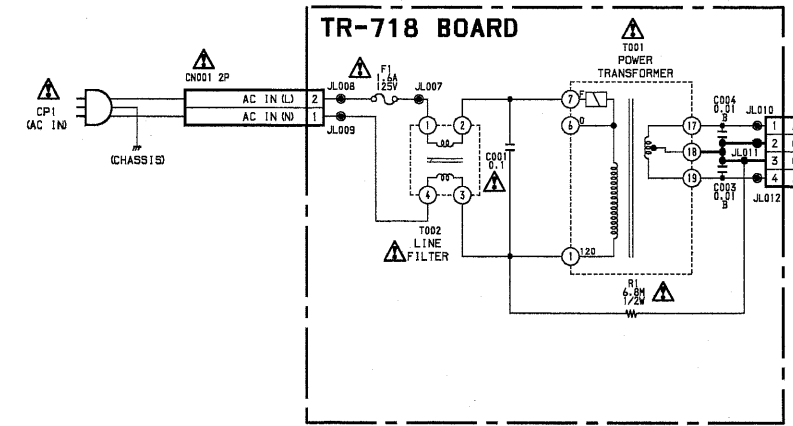 TR-718 BOARD
T001
POWER
TRANSFORMER
CN001 2P
F1
1.6A
125V
JL008
JL007
CP1
(AC IN)
AC IN(L) 2
AC IN(N) 1
JL009
(CHASSIS)
1
2
4
3
C001
0.1
T002
LINE
FILTER
7
F
6
0
1
120
17
18
19
C004
0.01
B
JL010
JL011
C003
0.01
B
JL012
1
2
3
4
R1
6.8M
1/2W